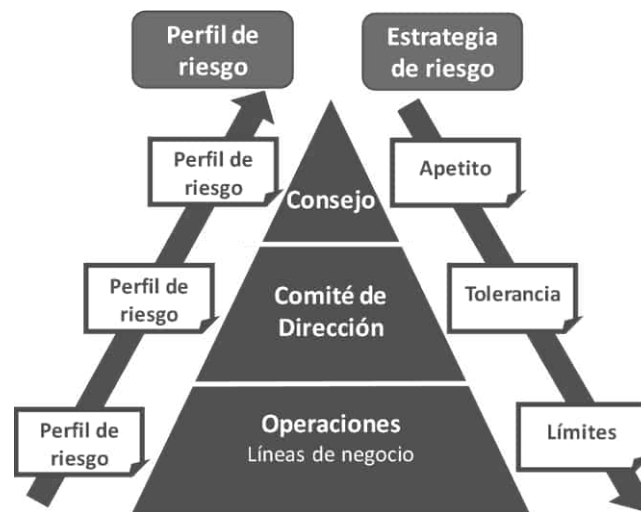 Perfil de
riesgo
Estrategia
de riesgo
Perfil de
riesgo
Consejo
Apetito
Perfil de
riesgo
Comité de
Dirección
Tolerancia
Perfil de
riesgo
Operaciones
Líneas de negocio
Límites